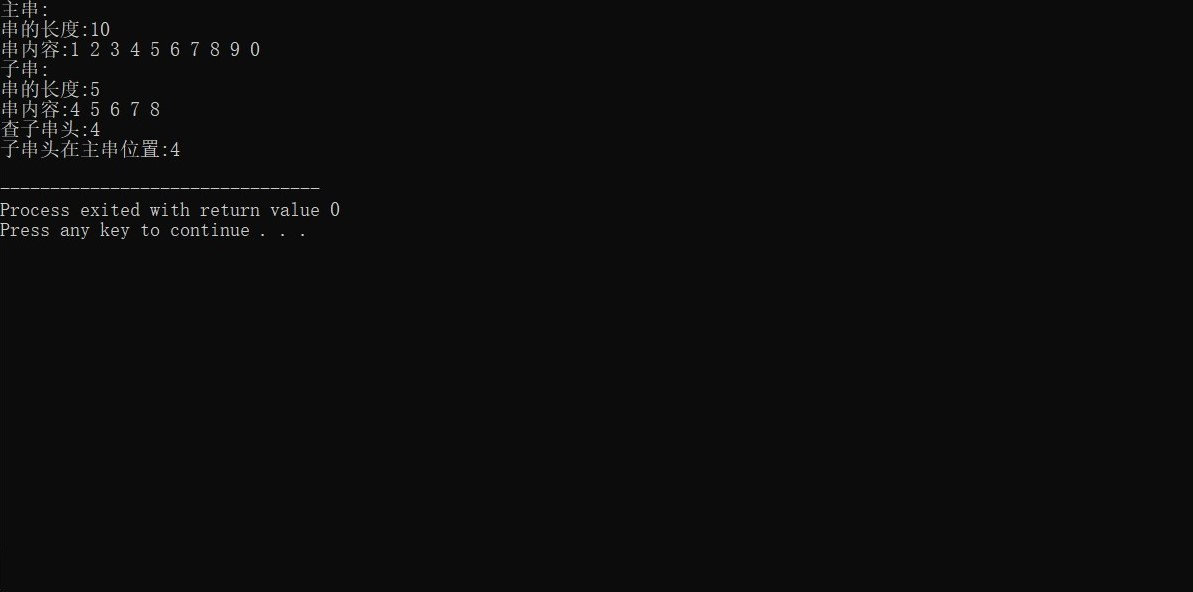 主串:
串的长度:10
串内容:1 2 3 4 5 6 7 8 9 0
子串:
串的长度:5
串内容:4 5 6 7 8
查子串头:4
子串头在主串位置:4
--------------------------------
Process exited with return value 0
Press any key to continue . . .